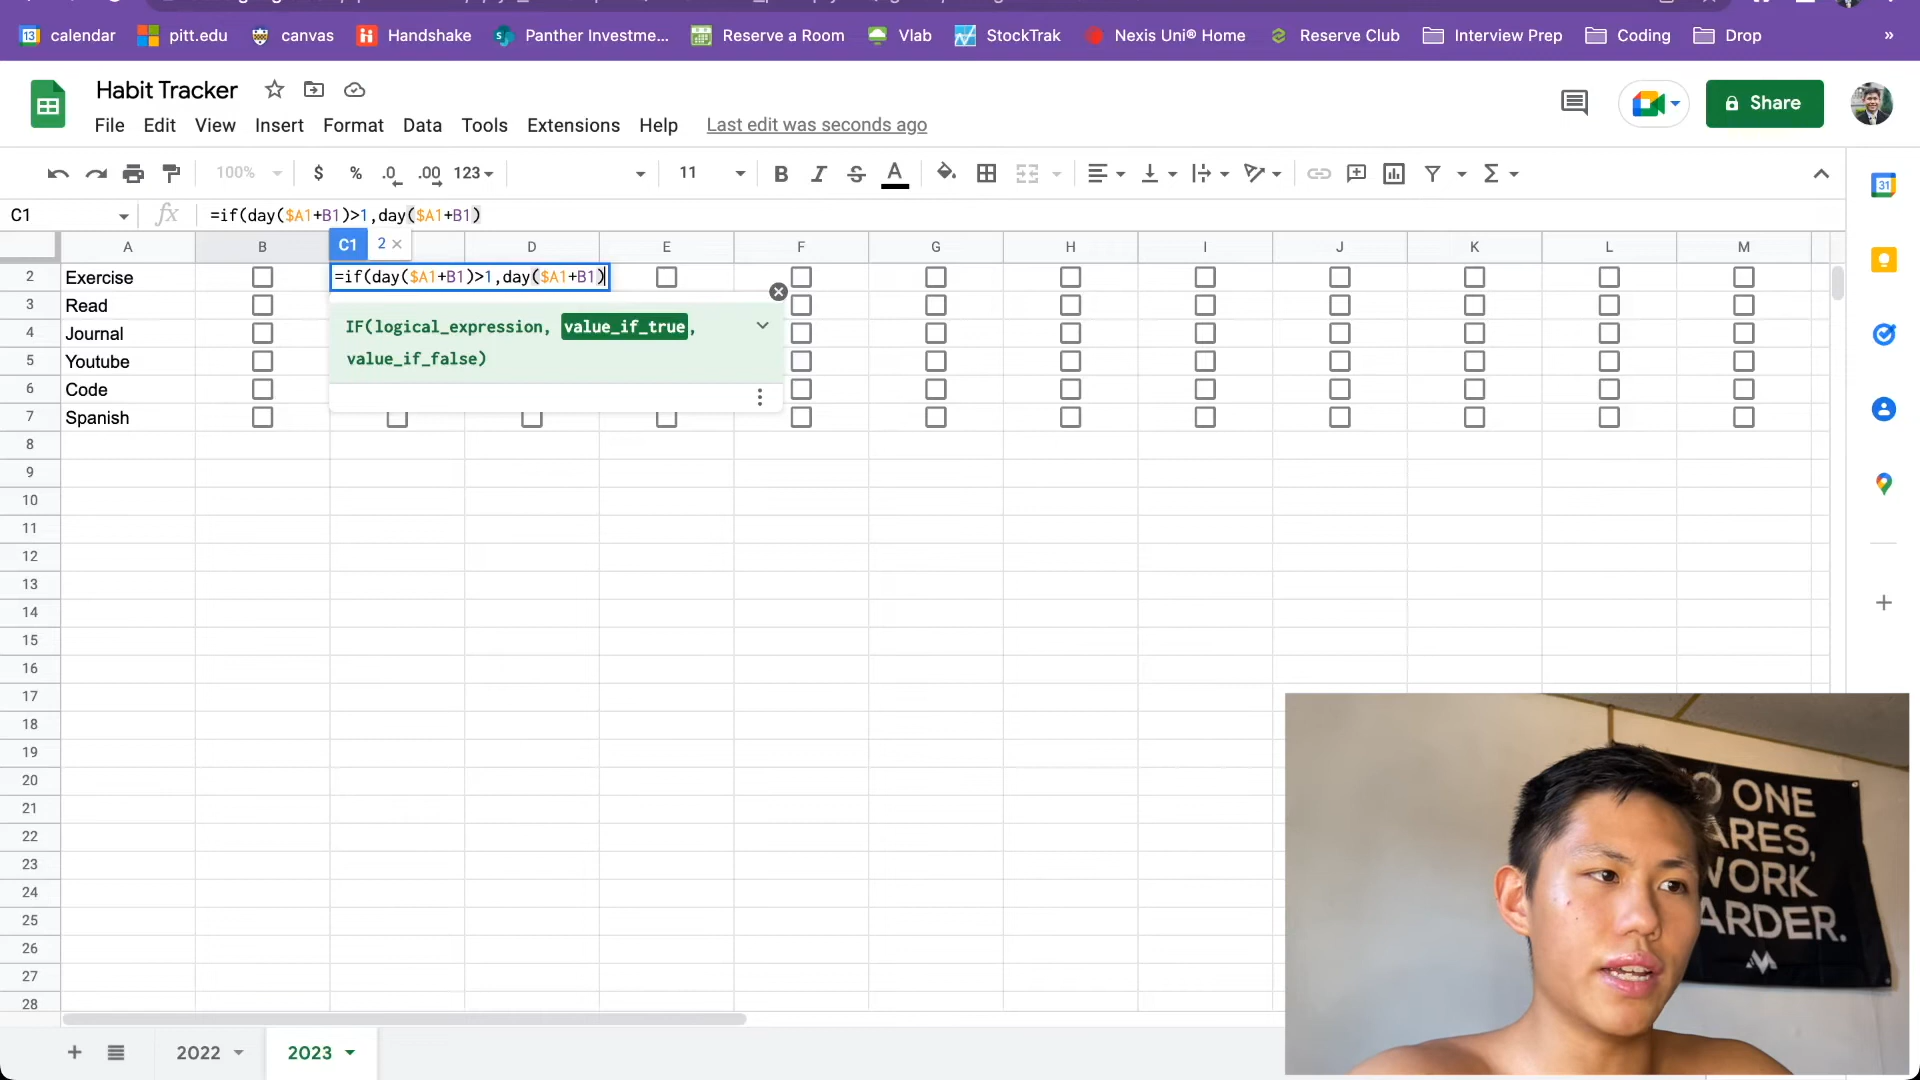 calendar pitt.edu canvas Handshake Panther Investme... Reserve a Room Vlab StockTrak Nexis Uni® Home Reserve Club Interview Prep Coding Drop »
Habit Tracker
Share
File Edit View Insert Format Data Tools Extensions Help Last edit was seconds ago
100% $ % .0 .00 123 11 B I S A Σ
C1 fx =if(day($A1+B1)>1,day($A1+B1)
A B C1 2 × D E F G H I J K L M
2 Exercise =if(day($A1+B1)>1,day($A1+B1)
3 Read
IF(logical_expression, value_if_true,
4 Journal
value_if_false)
5 Youtube
6 Code
7 Spanish
8
9
10
11
12
13
14
15
16
17
18
19
20
21
22
23
24
25
26
27
28
ONE
WORK
2022 2023
31